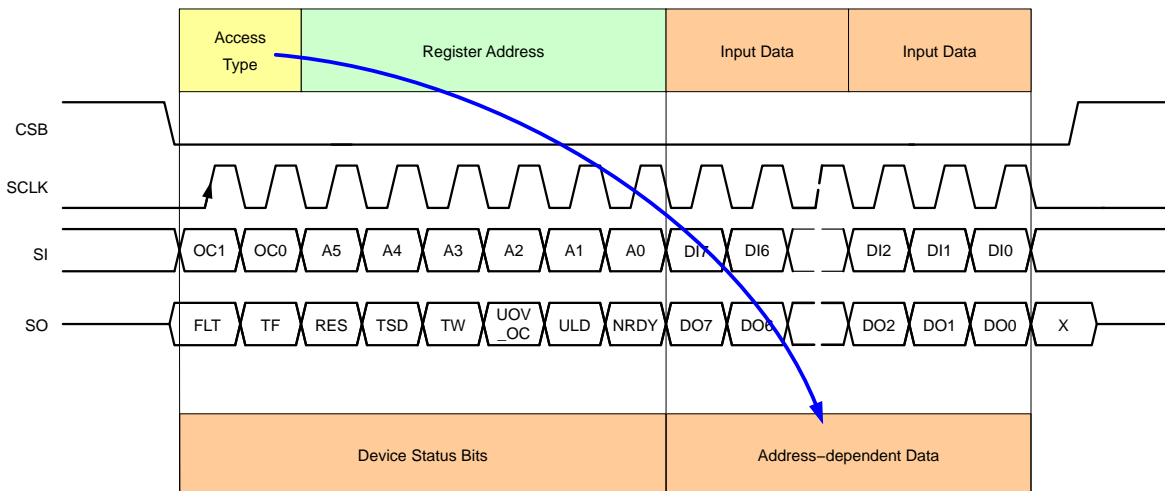 Access
Type
Register Address
Input Data
Input Data
CSB
SCLK
SI
OC1 OC0 A5 A4 A3 A2 A1 A0 DI7 DI6 DI2 DI1 DI0
SO
FLT TF RES TSD TW UOV
_OC ULD NRDY DO7 DO6 DO2 DO1 DO0 X
Device Status Bits
Address−dependent Data